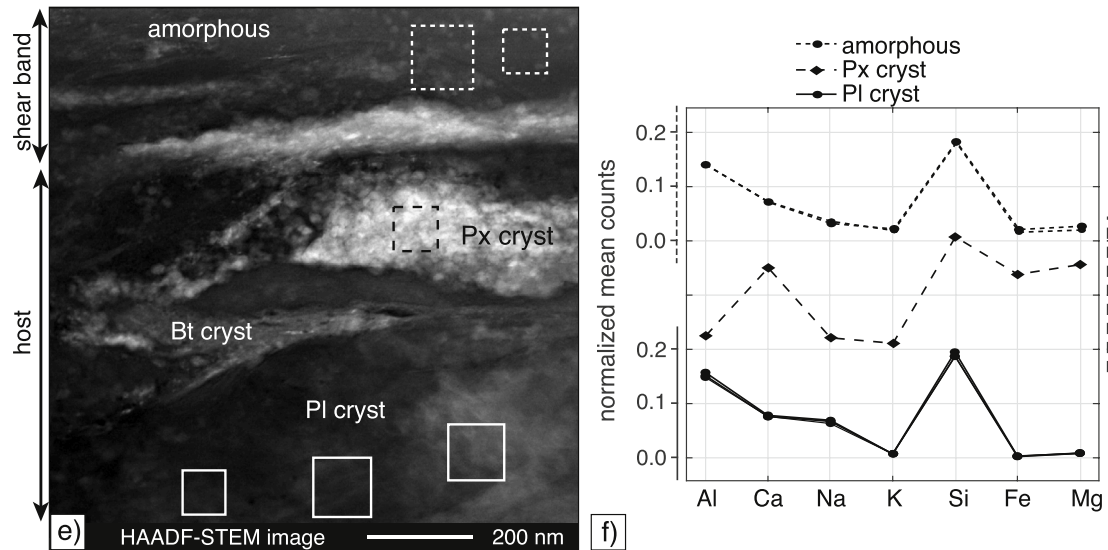 shear band
host
amorphous
Px cryst
Bt cryst
Pl cryst
e)
HAADF-STEM image
200 nm
amorphous
Px cryst
Pl cryst
normalized mean counts
0.2
0.1
0.0
0.2
0.1
0.0
Al Ca Na K Si Fe Mg
f)